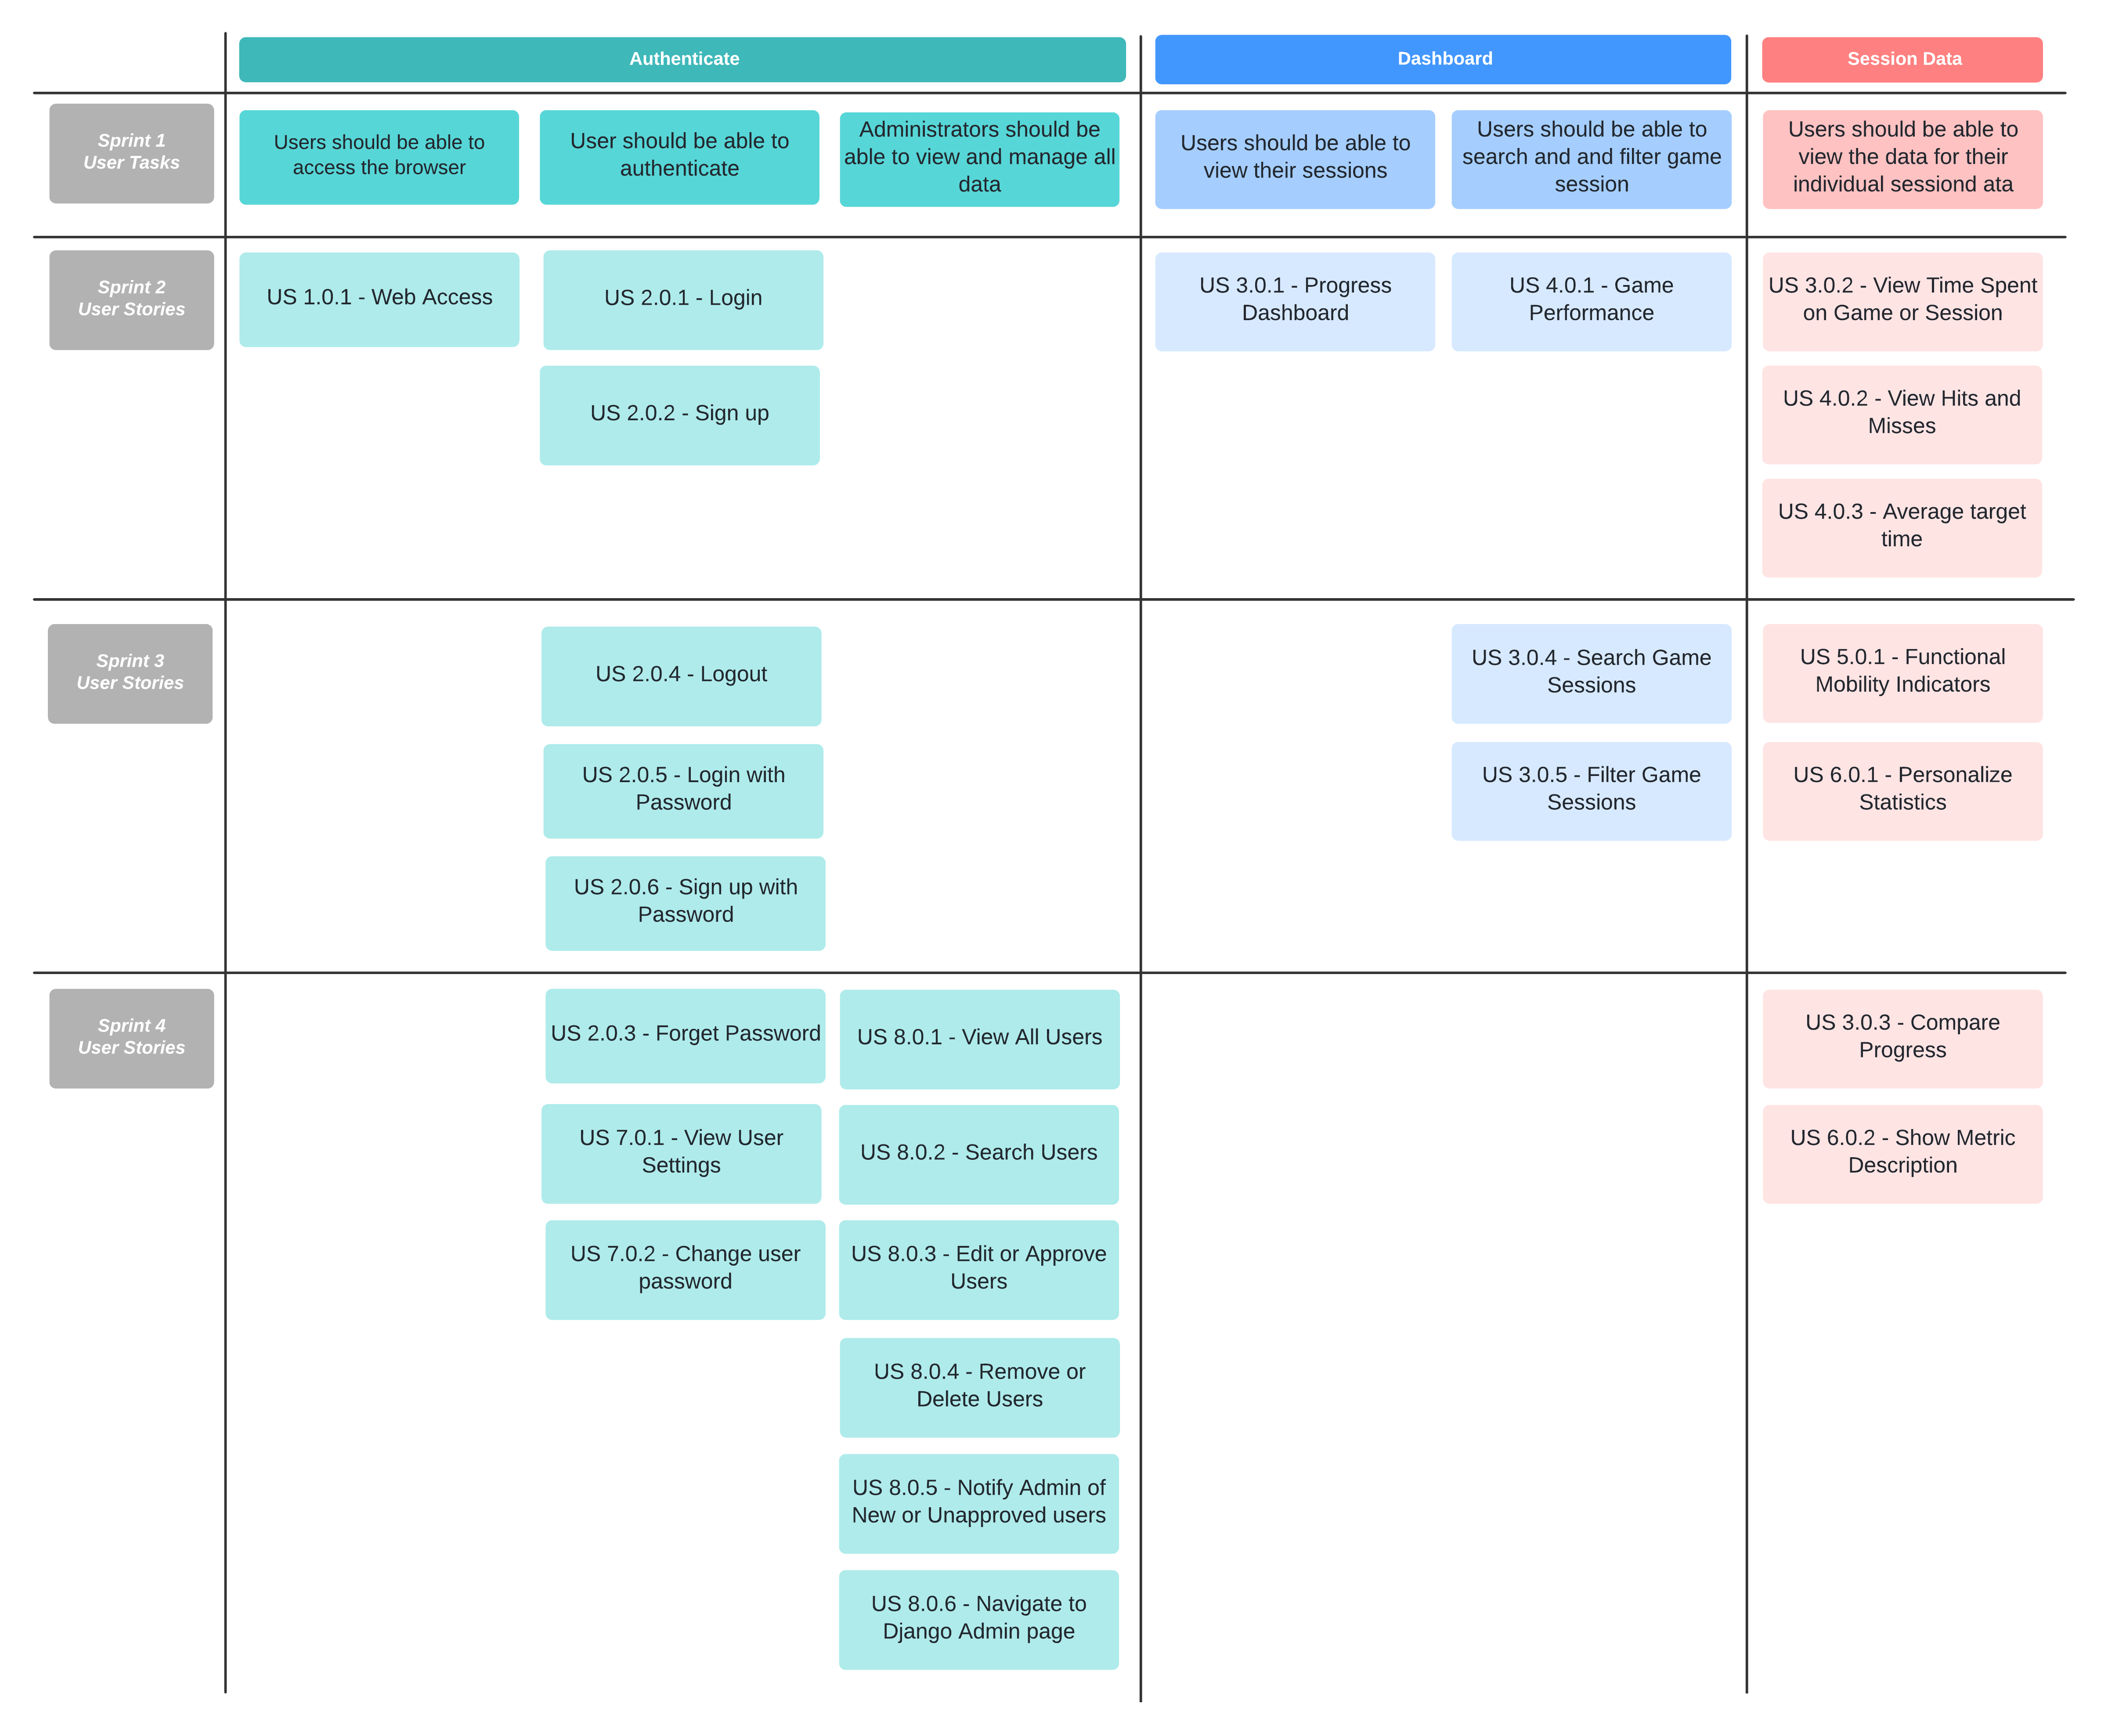 Authenticate
Dashboard
Session Data
Sprint 1
User Tasks
Users should be able to
access the browser
User should be able to
authenticate
Administrators should be
able to view and manage all
data
Users should be able to
view their sessions
Users should be able to
search and and filter game
session
Users should be able to
view the data for their
individual sessiond ata
Sprint 2
User Stories
US 1.0.1 - Web Access
US 2.0.1 - Login
US 3.0.1 - Progress
Dashboard
US 4.0.1 - Game
Performance
US 3.0.2 - View Time Spent
on Game or Session
US 2.0.2 - Sign up
US 4.0.2 - View Hits and
Misses
US 4.0.3 - Average target
time
Sprint 3
User Stories
US 2.0.4 - Logout
US 3.0.4 - Search Game
Sessions
US 5.0.1 - Functional
Mobility Indicators
US 2.0.5 - Login with
Password
US 3.0.5 - Filter Game
Sessions
US 6.0.1 - Personalize
Statistics
US 2.0.6 - Sign up with
Password
Sprint 4
User Stories
US 2.0.3 - Forget Password
US 8.0.1 - View All Users
US 3.0.3 - Compare
Progress
US 7.0.1 - View User
Settings
US 8.0.2 - Search Users
US 6.0.2 - Show Metric
Description
US 7.0.2 - Change user
password
US 8.0.3 - Edit or Approve
Users
US 8.0.4 - Remove or
Delete Users
US 8.0.5 - Notify Admin of
New or Unapproved users
US 8.0.6 - Navigate to
Django Admin page